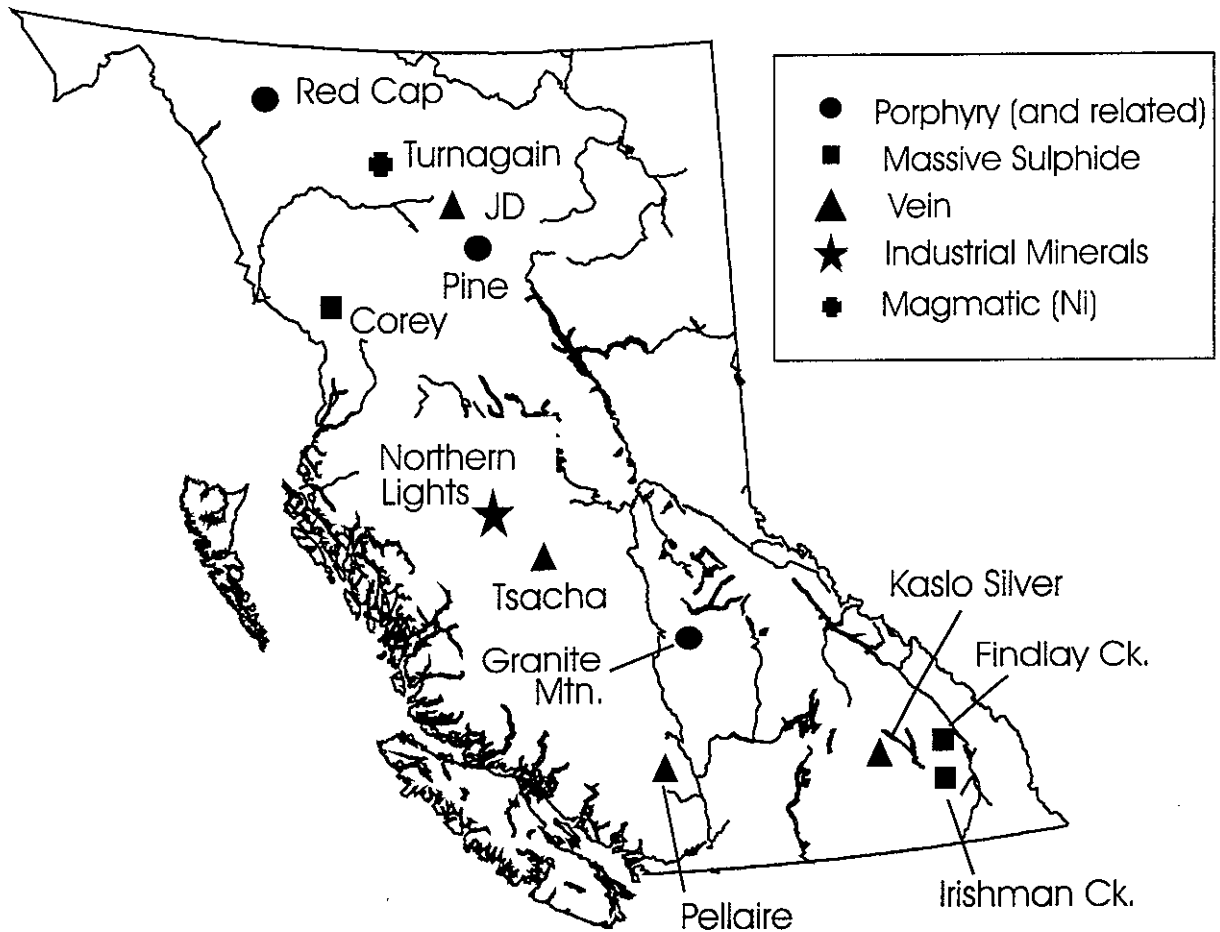 Red Cap
Turnagain
JD
Pine
Corey
Northern
Lights
Tsacha
Granite
Mtn.
Kaslo Silver
Findlay Ck.
Irishman Ck.
Pellaire
Porphyry (and related)
Massive Sulphide
Vein
Industrial Minerals
Magmatic (Ni)